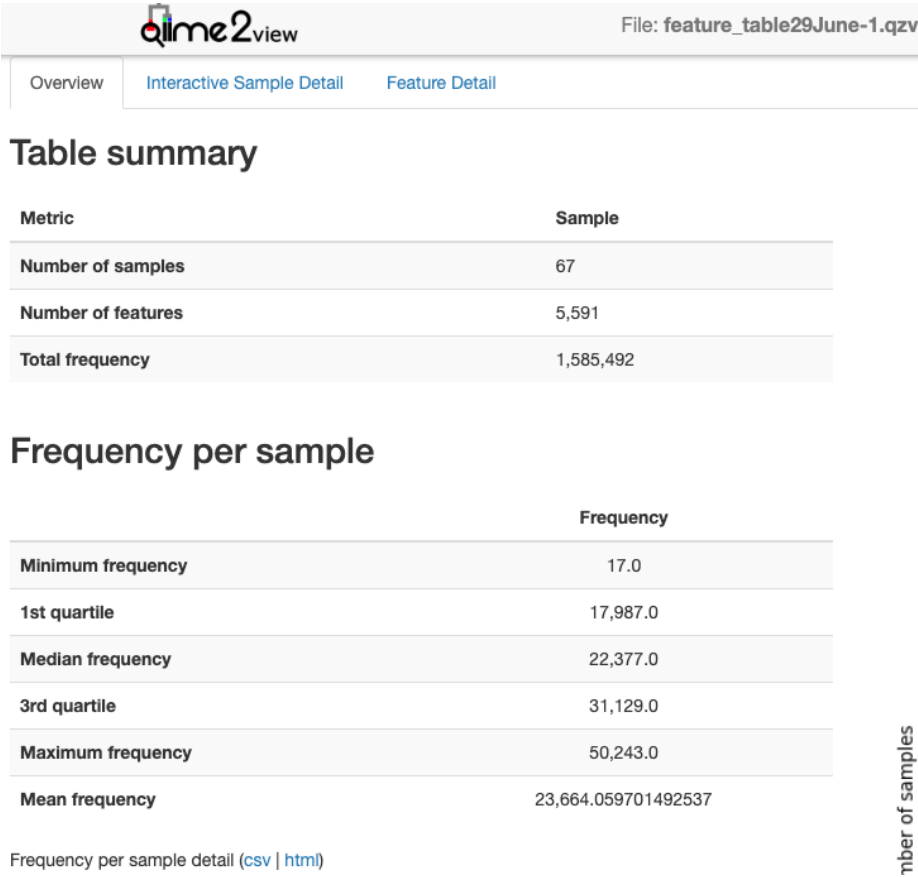 qiime2view File: feature_table29June-1.qzv
Overview Interactive Sample Detail Feature Detail
Table summary
Metric Sample
Number of samples 67
Number of features 5,591
Total frequency 1,585,492
Frequency per sample
Frequency
Minimum frequency 17.0
1st quartile 17,987.0
Median frequency 22,377.0
3rd quartile 31,129.0
Maximum frequency 50,243.0
Mean frequency 23,664.059701492537
Frequency per sample detail (csv | html)
of samples